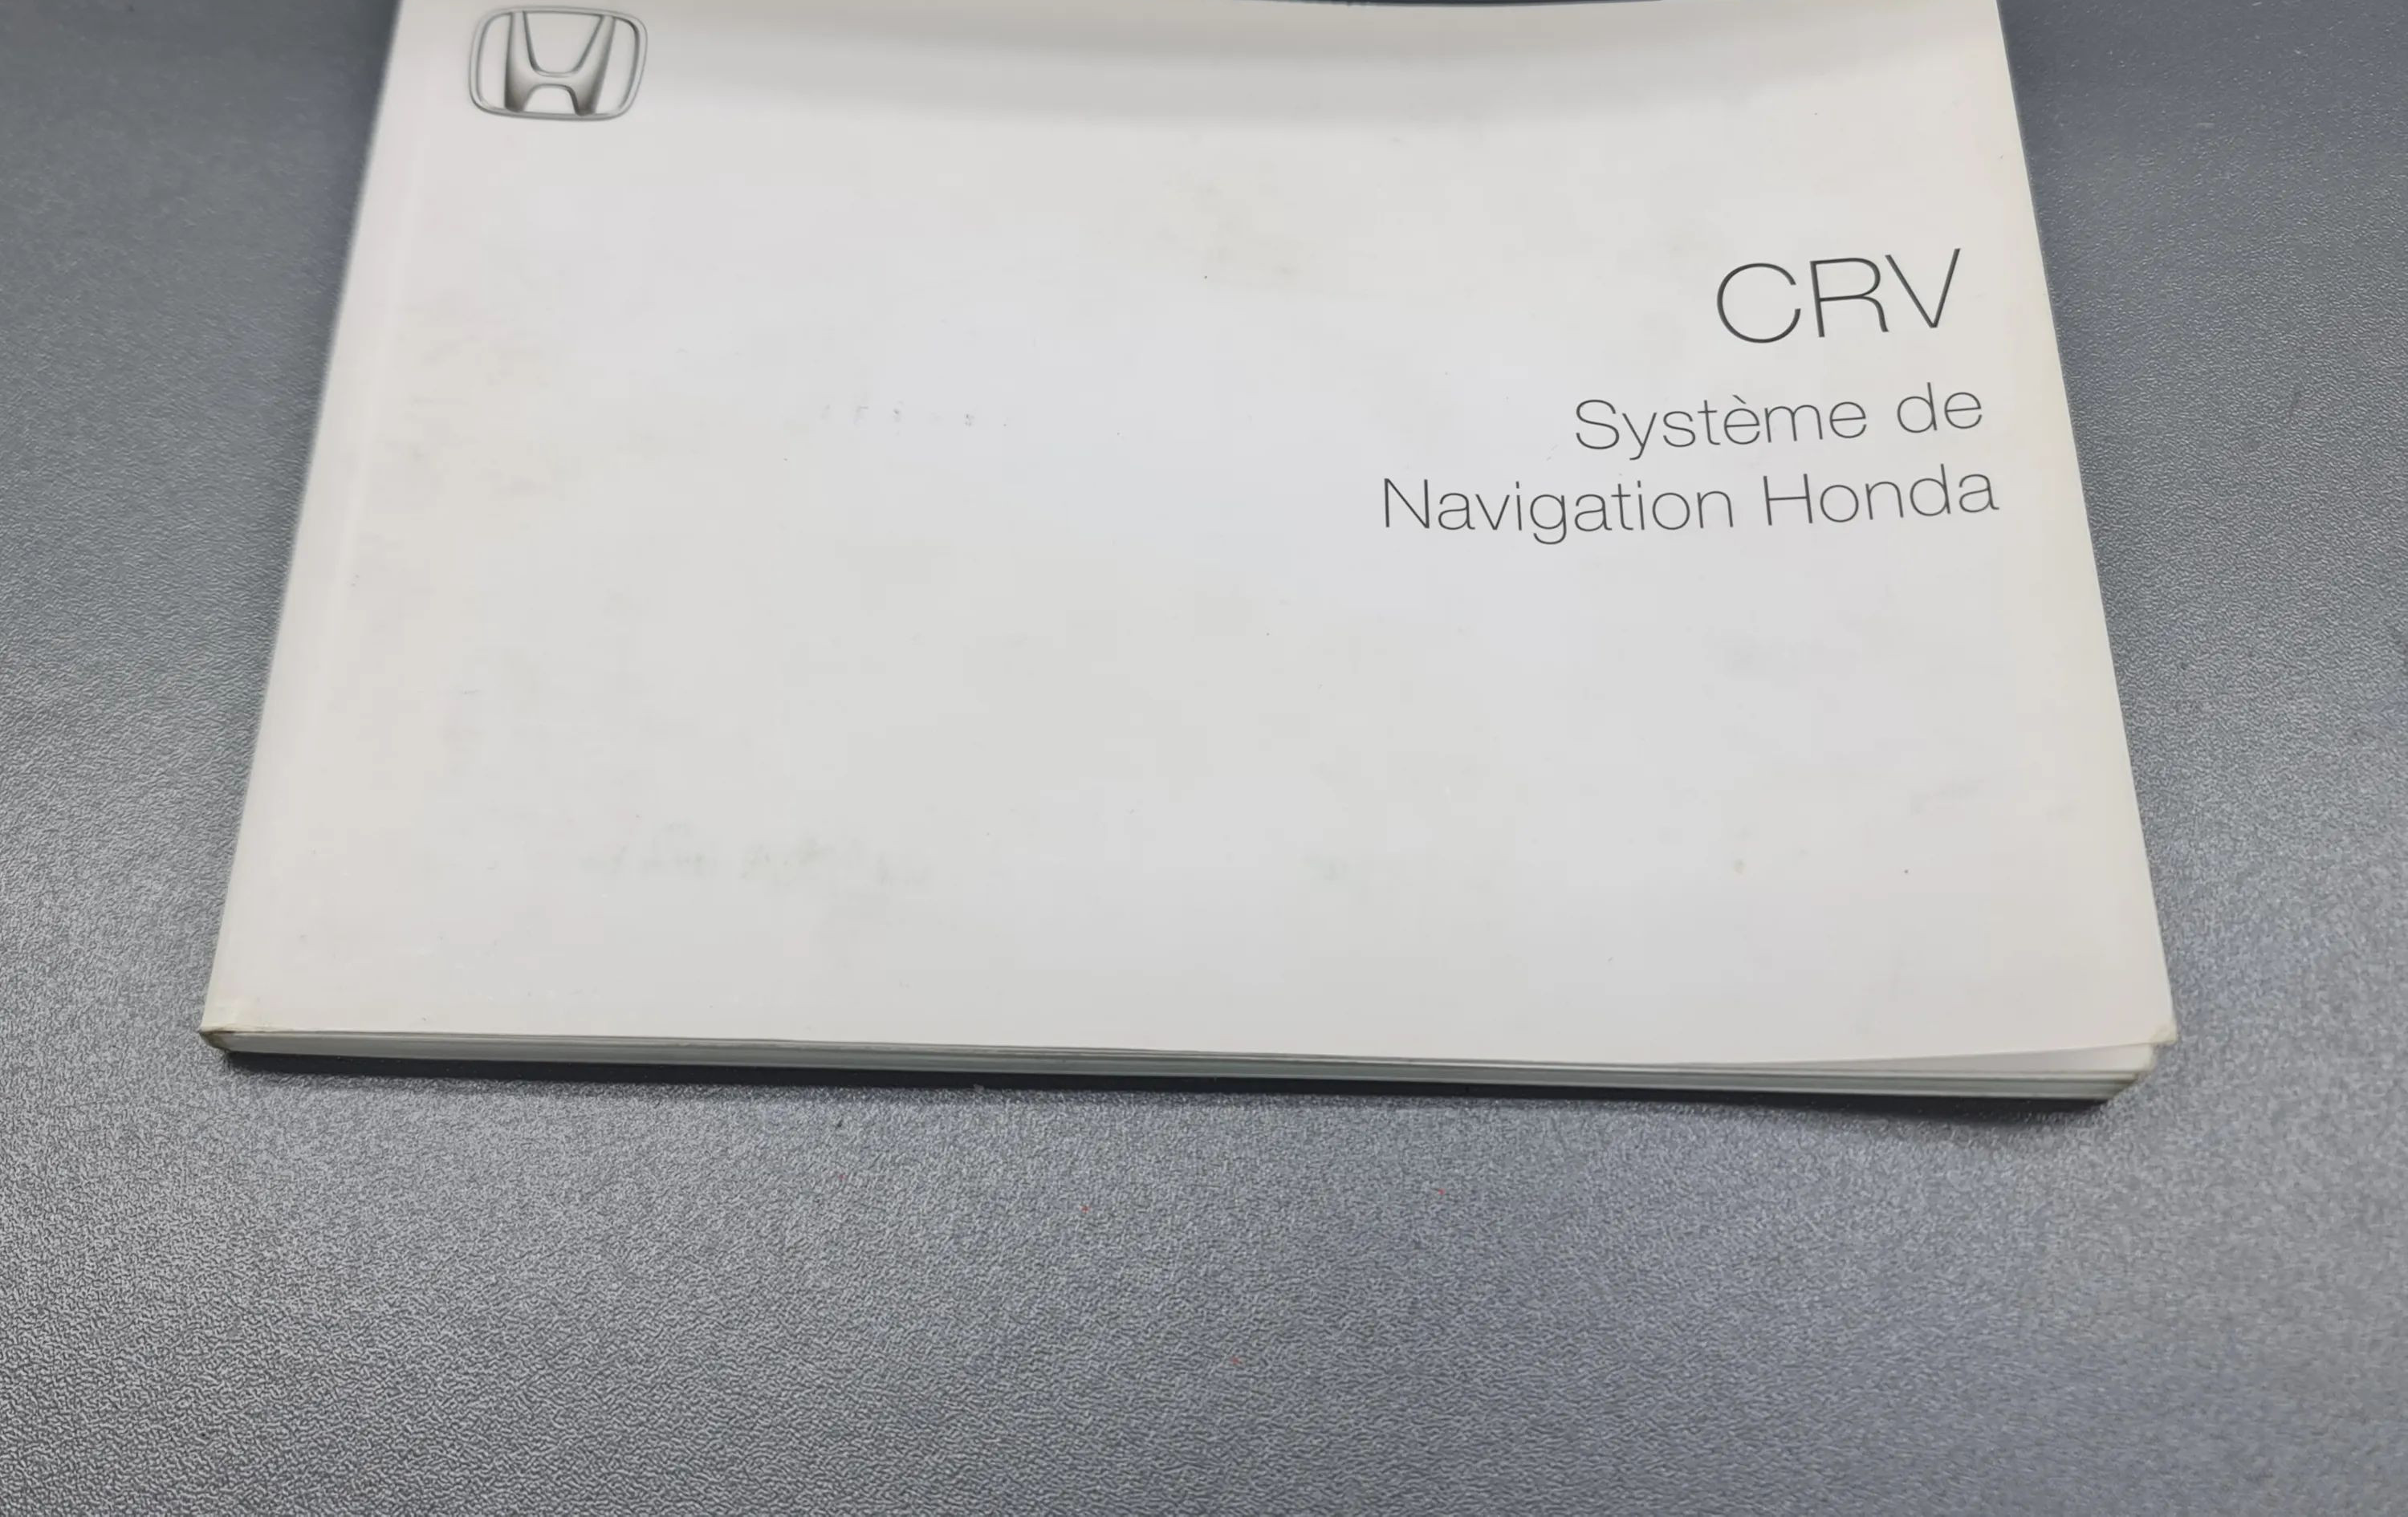 CRV
Système de
Navigation Honda